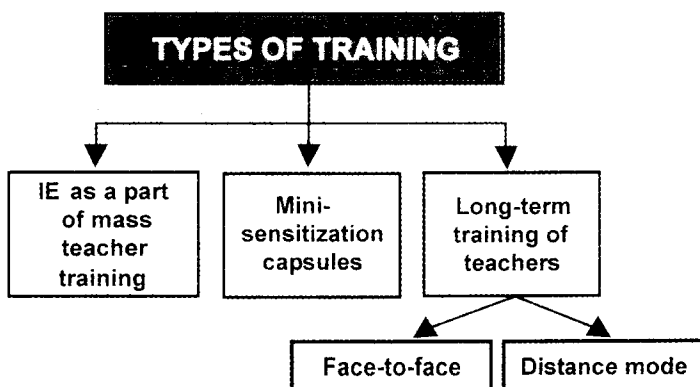 TYPES OF TRAINING
IE as a part
of mass
teacher
training
Mini-
sensitization
capsules
Long-term
training of
teachers
Face-to-face
Distance mode